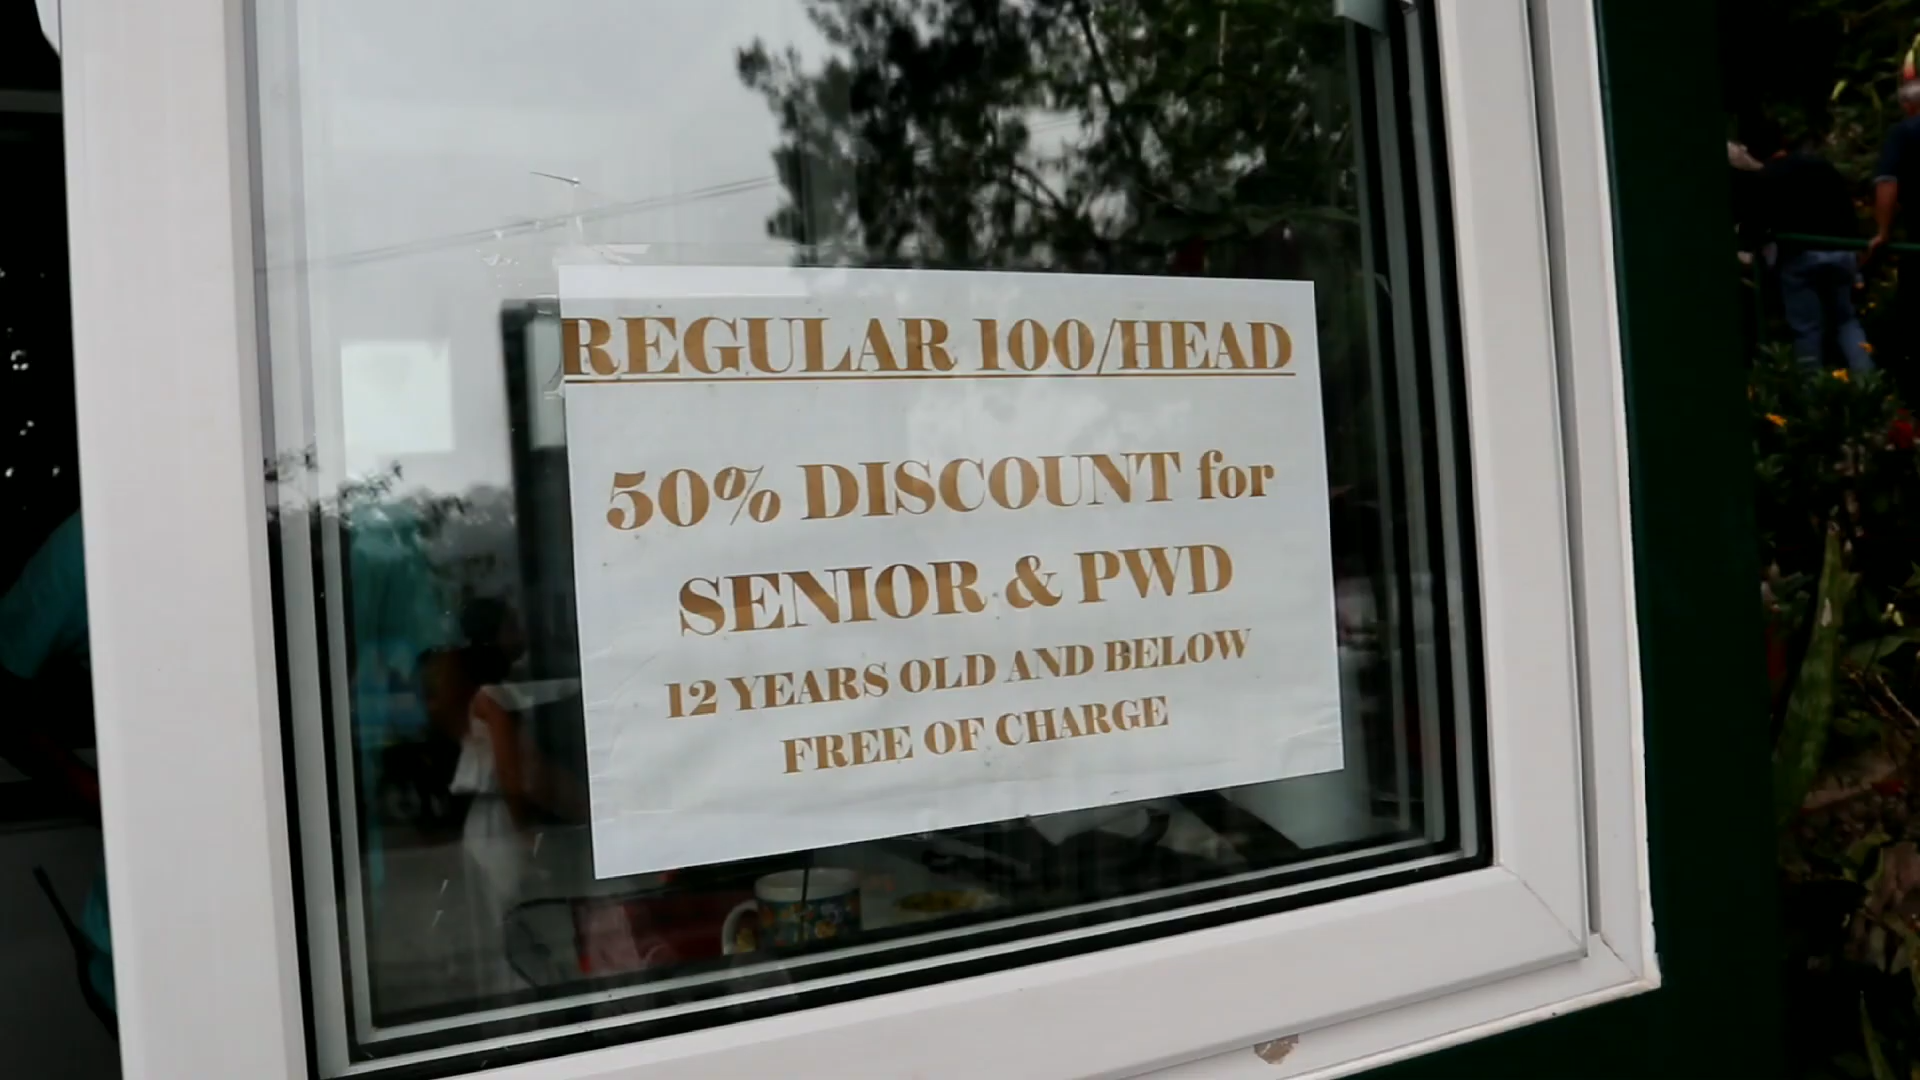 REGULAR 100/HEAD
50% DISCOUNT for
SENIOR & PWD
12 YEARS OLD AND BELOW
FREE OF CHARGE